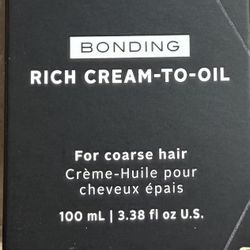 BONDING
RICH CREAM-TO-OIL
For coarse hair
Crème-Huile pour
cheveux épais
100 mL | 3.38 fl oz U.S.